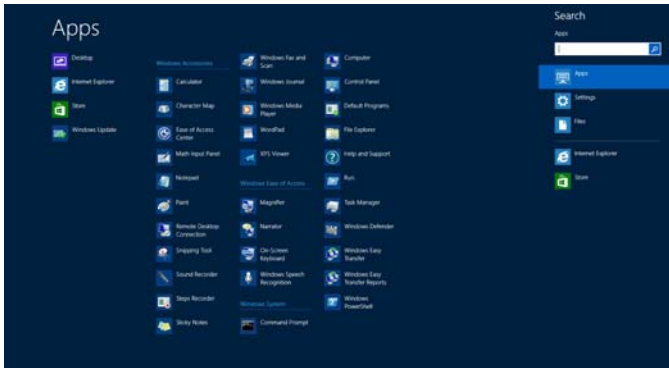 Apps
Desktop
Internet Explorer
Store
Windows Update
Windows Accessories
Calculator
Character Map
Ease of Access
Center
Math Input Panel
Notepad
Paint
Remote Desktop
Connection
Snipping Tool
Sound Recorder
Steps Recorder
Sticky Notes
Windows Fax and
Scan
Windows Journal
Windows Media
Player
WordPad
XPS Viewer
Windows Ease of Access
Magnifier
Narrator
On-Screen
Keyboard
Windows Speech
Recognition
Windows System
Command Prompt
Computer
Control Panel
Default Programs
File Explorer
Help and Support
Run
Task Manager
Windows Defender
Windows Easy
Transfer
Windows Easy
Transfer Reports
Windows
PowerShell
Search
Apps
Apps
Settings
Files
Internet Explorer
Store